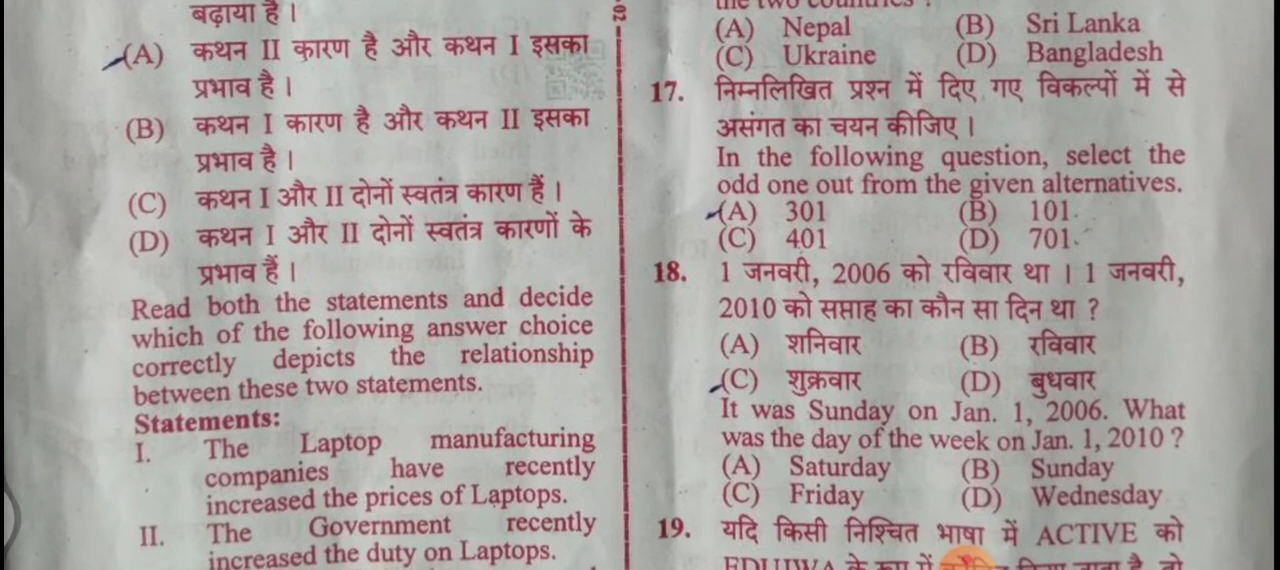 बढ़ाया है ।
(A) कथन II कारण है और कथन I इसका
प्रभाव है ।
(B) कथन I कारण है और कथन II इसका
प्रभाव है ।
(C) कथन I और II दोनों स्वतंत्र कारण हैं ।
(D) कथन I और II दोनों स्वतंत्र कारणों के
प्रभाव हैं ।
Read both the statements and decide
which of the following answer choice
correctly depicts the relationship
between these two statements.
Statements:
I. The Laptop manufacturing
companies have recently
increased the prices of Laptops.
II. The Government recently
increased the duty on Laptops.
02
the two countries ?
(A) Nepal (B) Sri Lanka
(C) Ukraine (D) Bangladesh
17. निम्नलिखित प्रश्न में दिए गए विकल्पों में से
असंगत का चयन कीजिए ।
In the following question, select the
odd one out from the given alternatives.
(A) 301 (B) 101
(C) 401 (D) 701
18. 1 जनवरी, 2006 को रविवार था । 1 जनवरी,
2010 को सप्ताह का कौन सा दिन था ?
(A) शनिवार (B) रविवार
(C) शुक्रवार (D) बुधवार
It was Sunday on Jan. 1, 2006. What
was the day of the week on Jan. 1, 2010 ?
(A) Saturday (B) Sunday
(C) Friday (D) Wednesday
19. यदि किसी निश्चित भाषा में ACTIVE को
EDUIWA के रूप में किया जाता है, तो